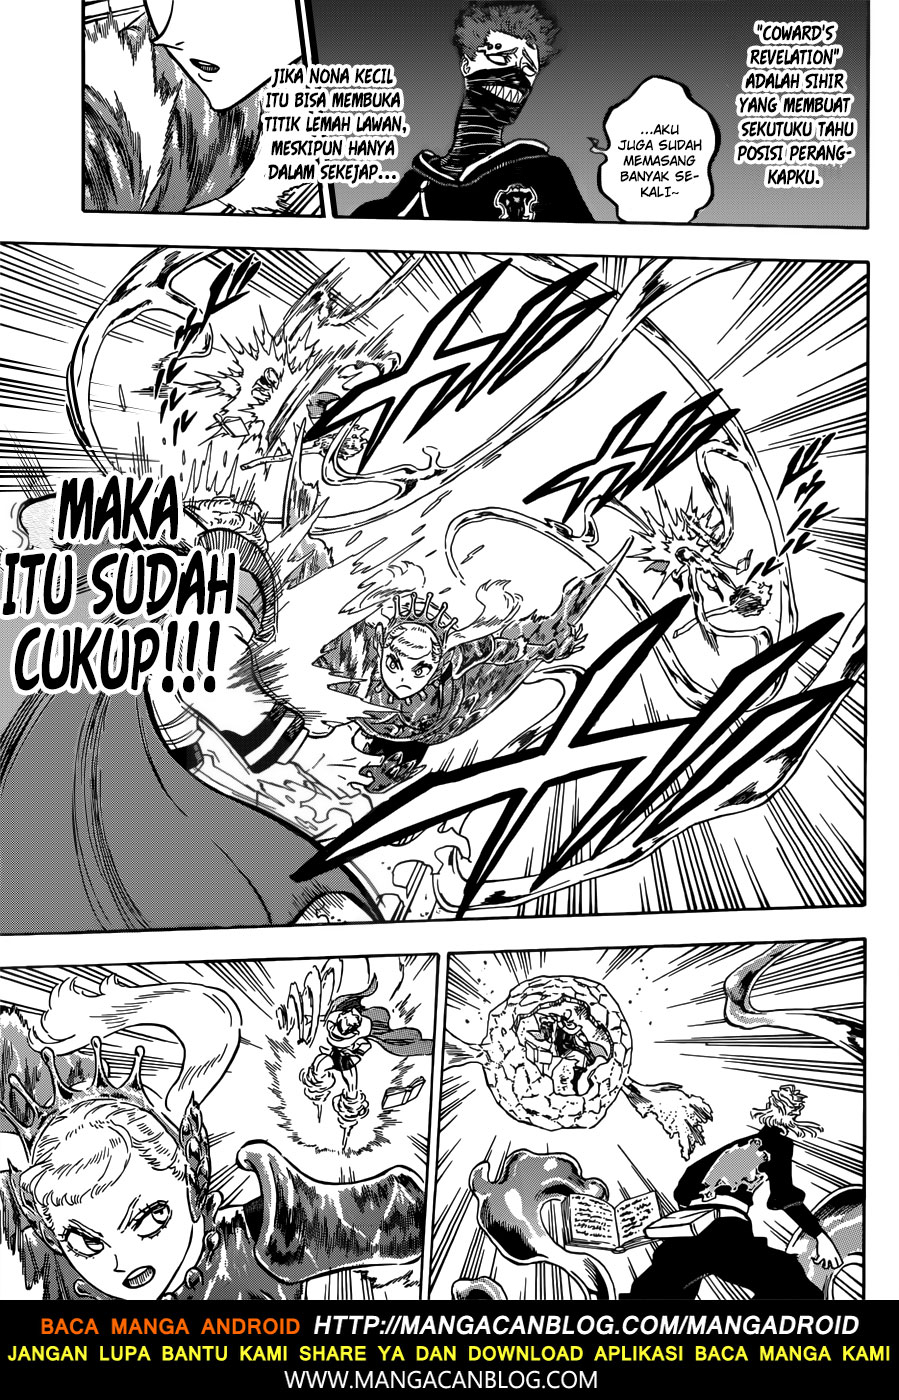 "COWARD'S
REVELATION"
ADALAH SIHIR
YANG MEMBUAT
SEKUTUKU TAHU
POSISI PERANG-
KAPKU.
...AKU
JUGA SUDAH
MEMASANG
BANYAK SE-
KALI~
JIKA NONA KECIL
ITU BISA MEMBUKA
TITIK LEMAH LAWAN,
MESKIPUN HANYA
DALAM SEKEJAP...
MAKA
ITU SUDAH
CUKUP!!!
BACA MANGA ANDROID HTTP://MANGACANBLOG.COM/MANGADROID
JANGAN LUPA BANTU KAMI SHARE YA DAN DOWNLOAD APLIKASI BACA MANGA KAMI
WWW.MANGACANBLOG.COM